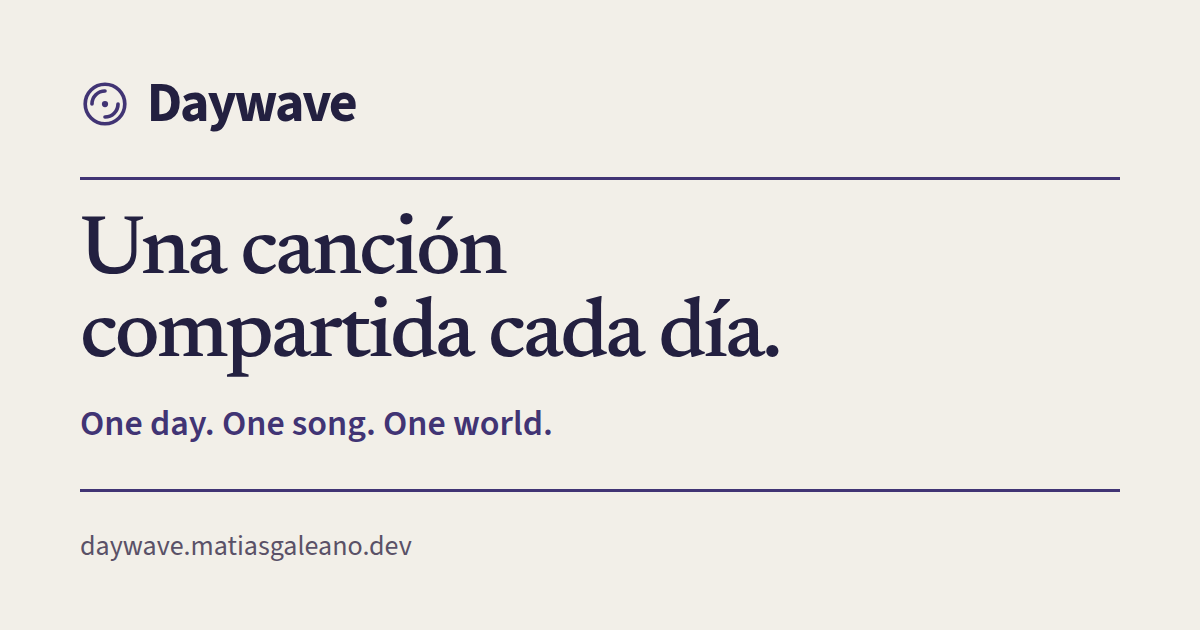 Daywave
Una canción
compartida cada día.
One day. One song. One world.
daywave.matiasgaleano.dev